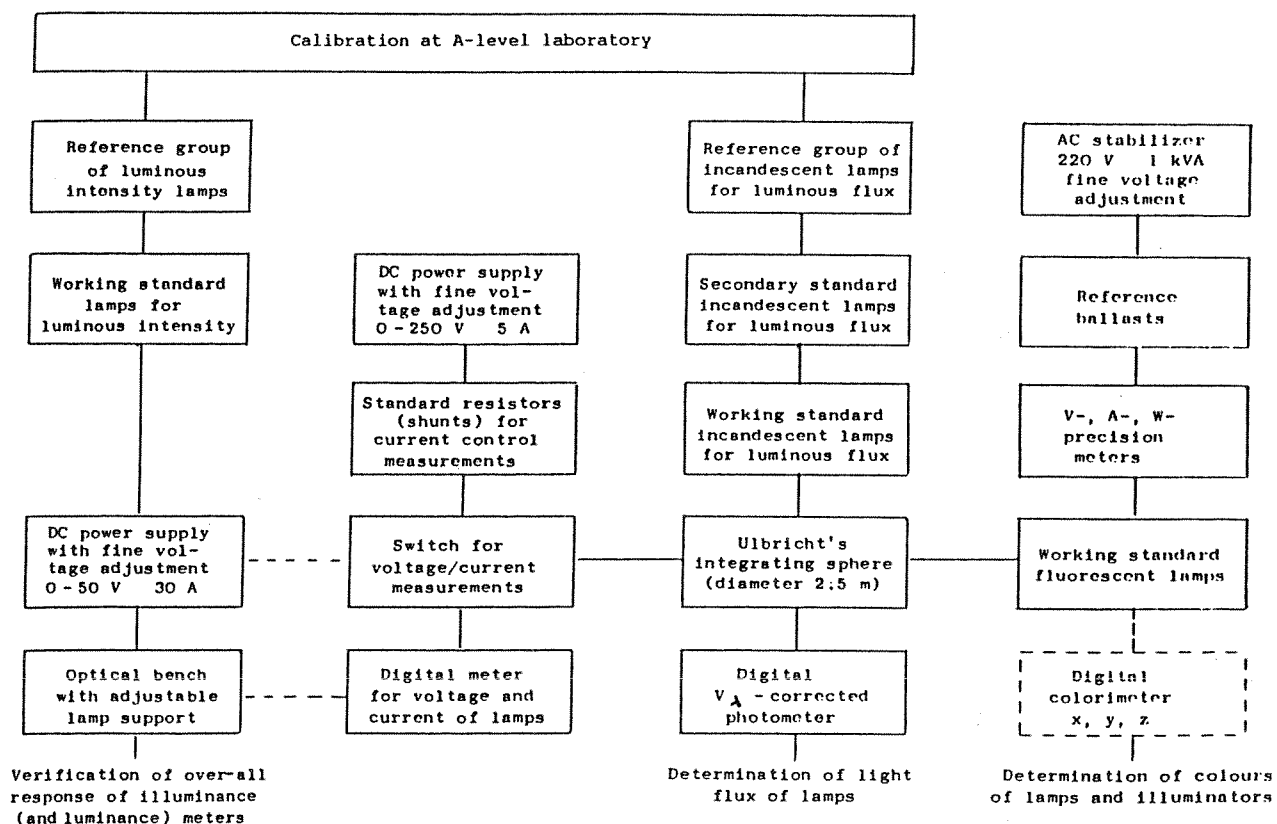 Calibration at A-level laboratory
Reference group
of luminous
intensity lamps
Reference group of
incandescent lamps
for luminous flux
AC stabilizer
220 V 1 kVA
fine voltage
adjustment
Working standard
lamps for
luminous intensity
DC power supply
with fine vol-
tage adjustment
0-250 V 5 A
Secondary standard
incandescent lamps
for luminous flux
Reference
ballasts
Standard resistors
(shunts) for
current control
measurements
Working standard
incandescent lamps
for luminous flux
V-, A-, W-
precision
meters
DC power supply
with fine vol-
tage adjustment
0-50 V 30 A
Switch for
voltage/current
measurements
Ulbricht's
integrating sphere
(diameter 2;5 m)
Working standard
fluorescent lamps
Optical bench
with adjustable
lamp support
Digital meter
for voltage and
current of lamps
Digital
Vλ-corrected
photometer
Digital
colorimeter
x, y, z
Verification of over-all
response of illuminance
(and luminance) meters
Determination of light
flux of lamps
Determination of colours
of lamps and illuminators